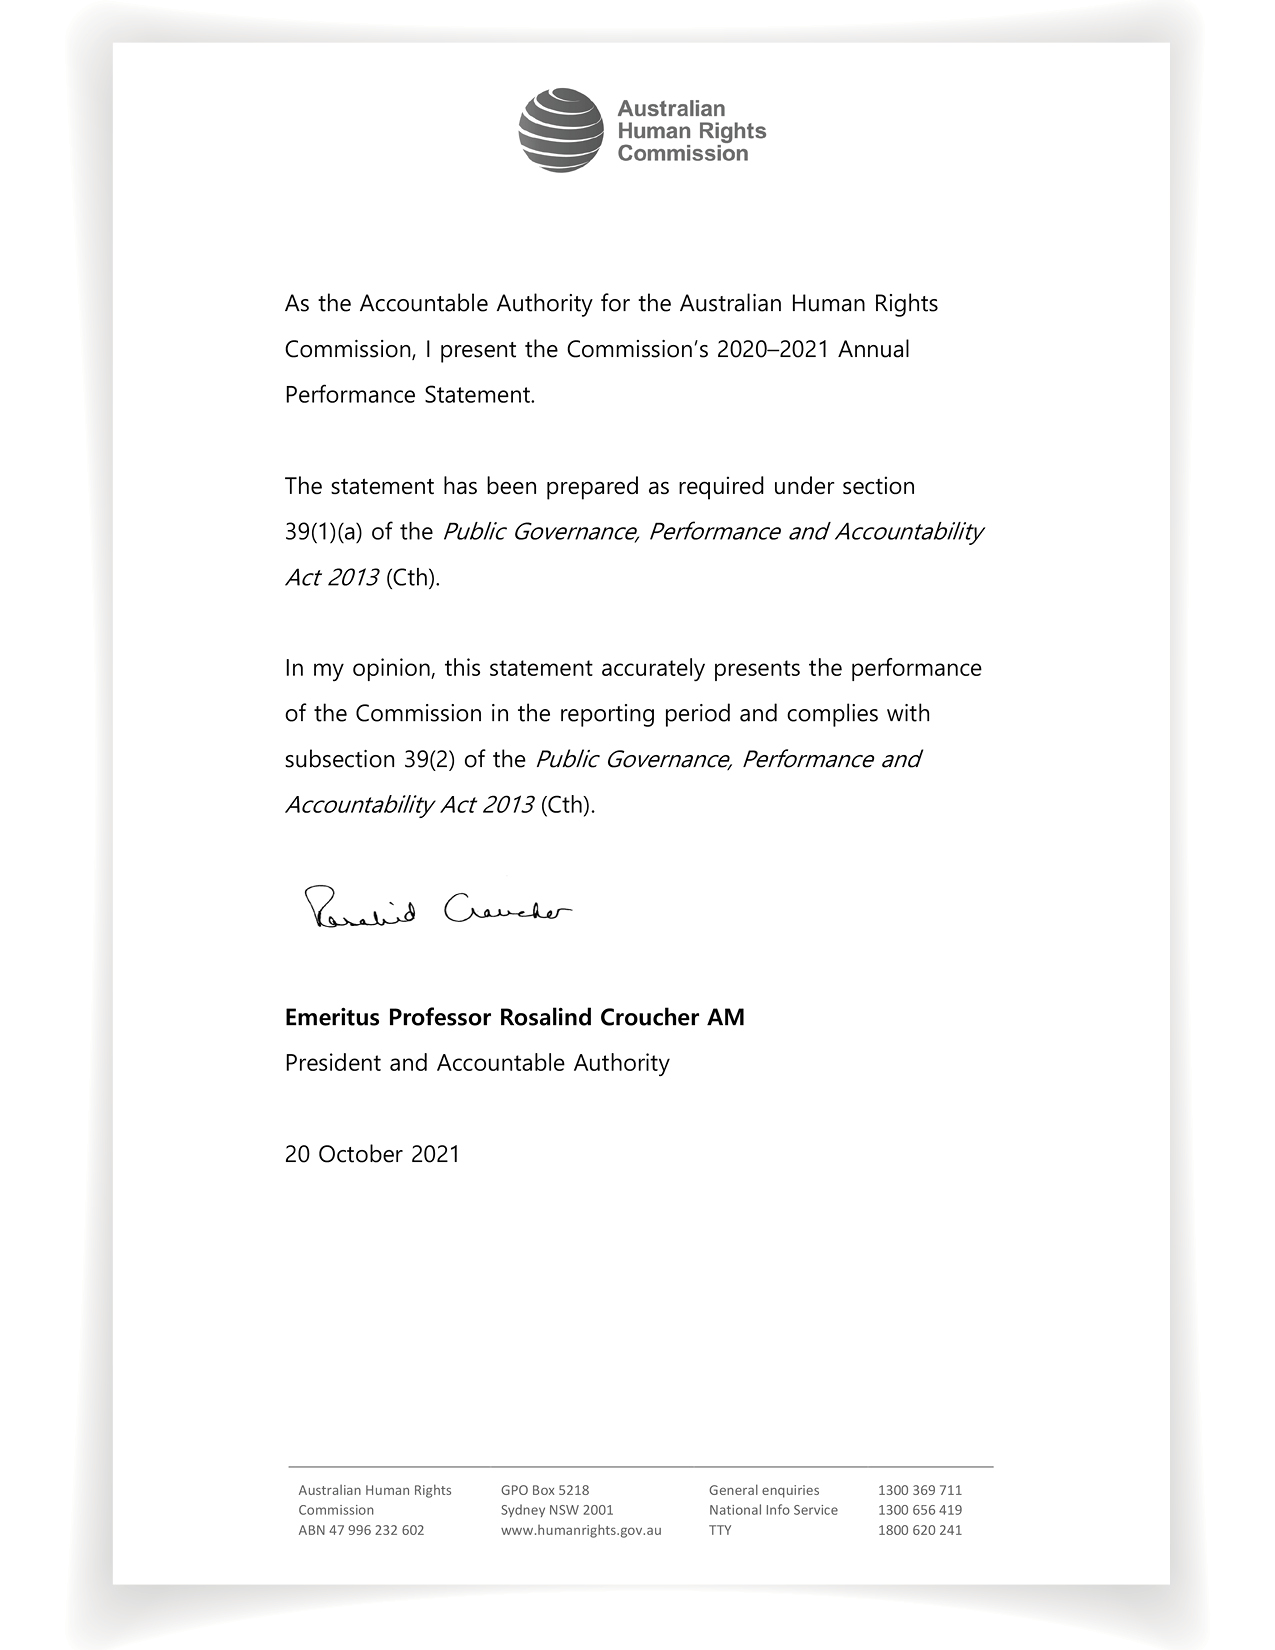 Australian
Human Rights
Commission
As the Accountable Authority for the Australian Human Rights
Commission, I present the Commission’s 2020–2021 Annual
Performance Statement.
The statement has been prepared as required under section
39(1)(a) of the Public Governance, Performance and Accountability
Act 2013 (Cth).
In my opinion, this statement accurately presents the performance
of the Commission in the reporting period and complies with
subsection 39(2) of the Public Governance, Performance and
Accountability Act 2013 (Cth).
Rosalind Croucher
Emeritus Professor Rosalind Croucher AM
President and Accountable Authority
20 October 2021
Australian Human Rights GPO Box 5218 General enquiries 1300 369 711
Commission Sydney NSW 2001 National Info Service 1300 656 419
ABN 47 996 232 602 www.humanrights.gov.au TTY 1800 620 241